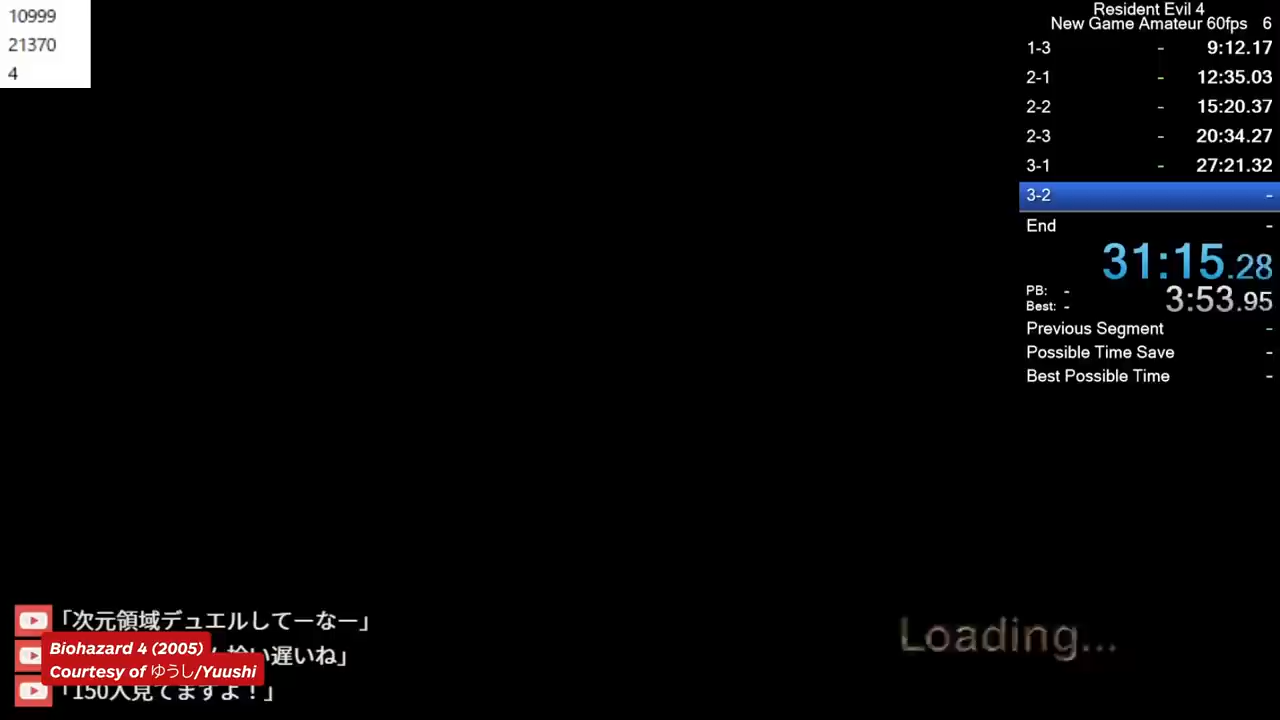 10999
21370
4
Resident Evil 4
New Game Amateur 60fps 6
1-3 - 9:12.17
2-1 - 12:35.03
2-2 - 15:20.37
2-3 - 20:34.27
3-1 - 27:21.32
3-2 -
End -
31:15.28
PB: - 3:53.95
Best: -
Previous Segment -
Possible Time Save -
Best Possible Time -
Loading...
「次元領域デュエルしてーなー」
い遅いね」
「150人見てますよ！」
Biohazard 4 (2005)
Courtesy of ゆうし/Yuushi